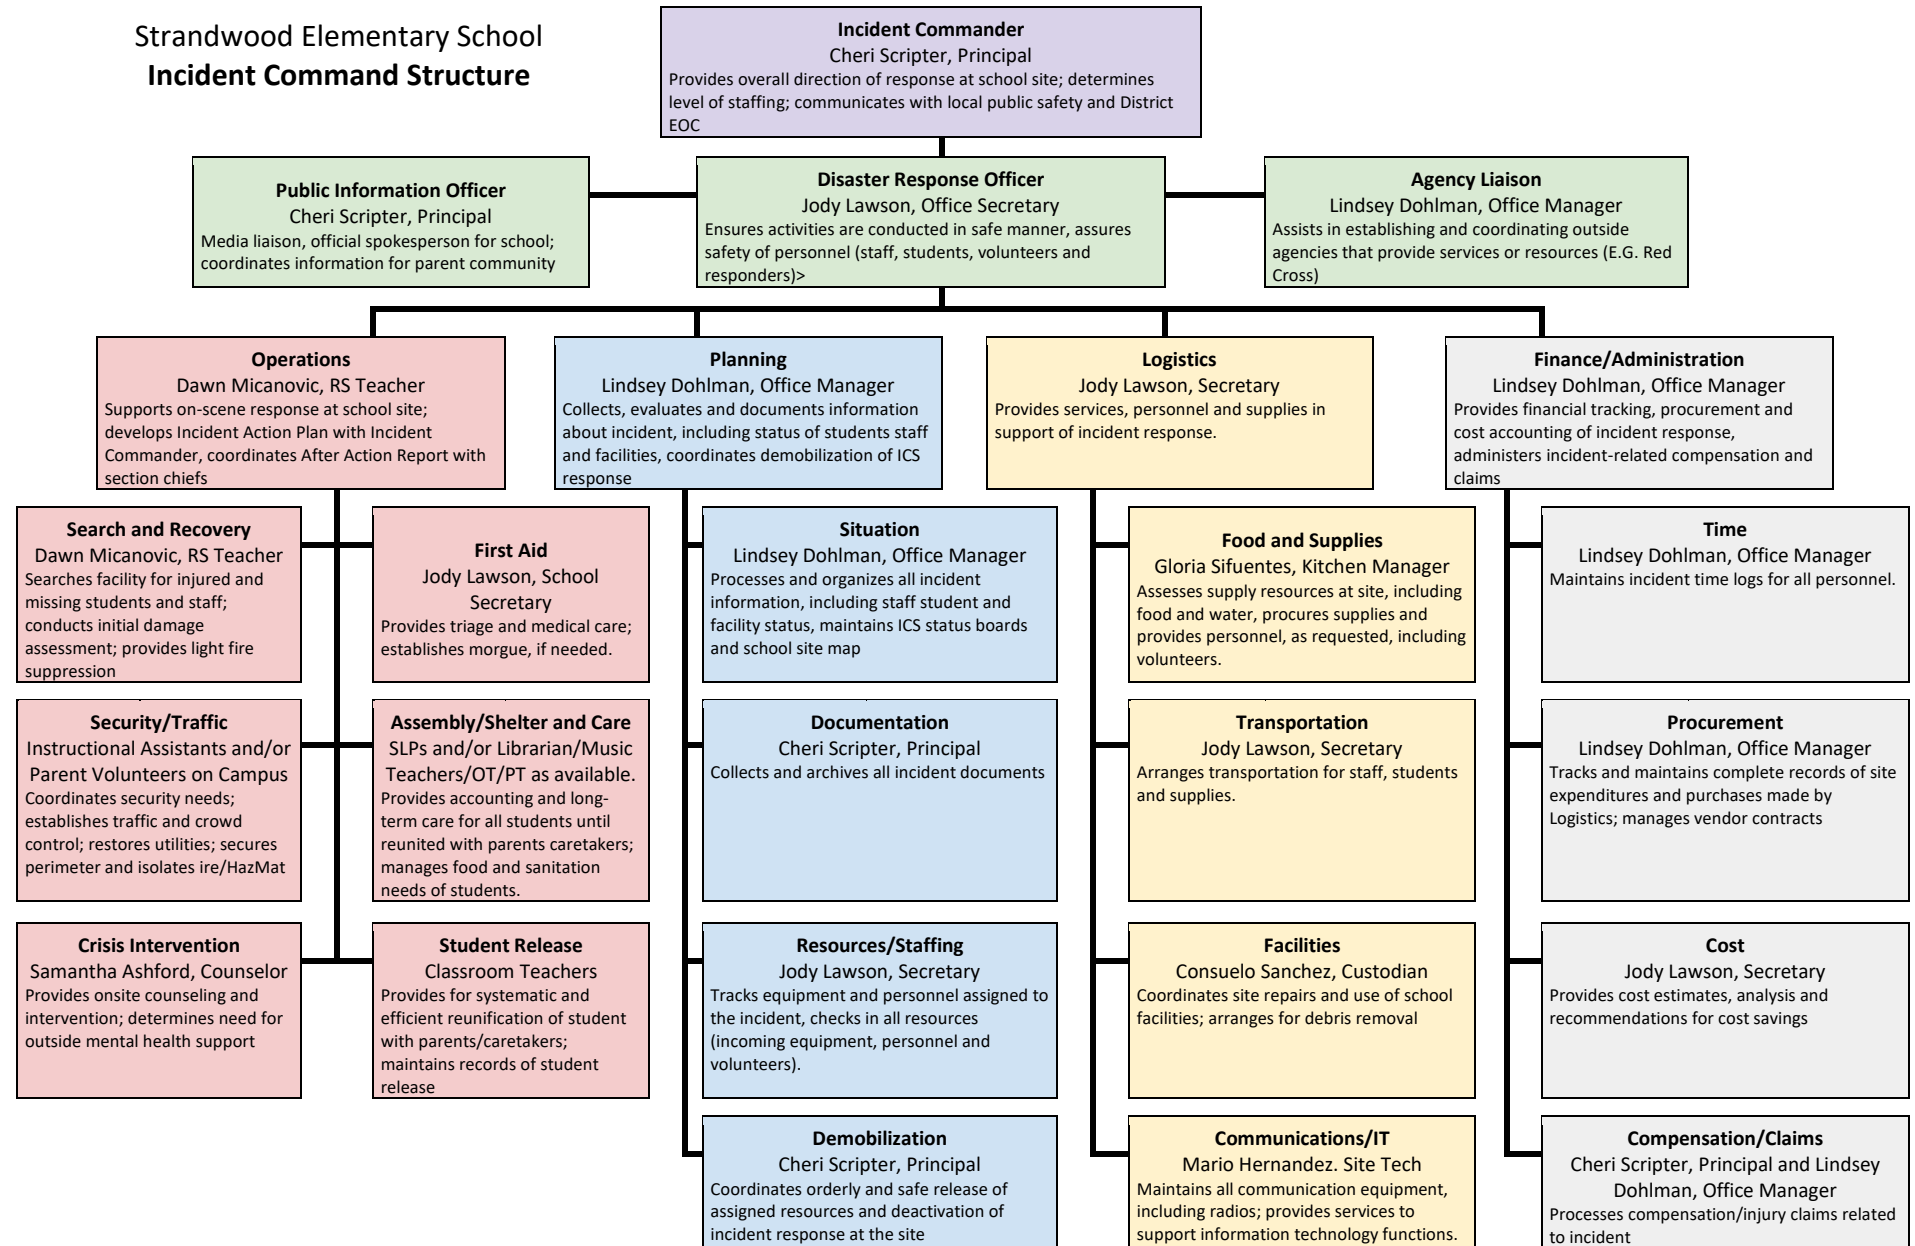 Strandwood Elementary School
Incident Command Structure
Incident Commander
Cheri Scripter, Principal
Provides overall direction of response at school site; determines
level of staffing; communicates with local public safety and District
EOC
Public Information Officer
Cheri Scripter, Principal
Media liaison, official spokesperson for school;
coordinates information for parent community
Disaster Response Officer
Jody Lawson, Office Secretary
Ensures activities are conducted in safe manner, assures
safety of personnel (staff, students, volunteers and
responders)>
Agency Liaison
Lindsey Dohlman, Office Manager
Assists in establishing and coordinating outside
agencies that provide services or resources (E.G. Red
Cross)
Operations
Dawn Micanovic, RS Teacher
Supports on-scene response at school site;
develops Incident Action Plan with Incident
Commander, coordinates After Action Report with
section chiefs
Planning
Lindsey Dohlman, Office Manager
Collects, evaluates and documents information
about incident, including status of students staff
and facilities, coordinates demobilization of ICS
response
Logistics
Jody Lawson, Secretary
Provides services, personnel and supplies in
support of incident response.
Finance/Administration
Lindsey Dohlman, Office Manager
Provides financial tracking, procurement and
cost accounting of incident response,
administers incident-related compensation and
claims
Search and Recovery
Dawn Micanovic, RS Teacher
Searches facility for injured and
missing students and staff;
conducts initial damage
assessment; provides light fire
suppression
First Aid
Jody Lawson, School
Secretary
Provides triage and medical care;
establishes morgue, if needed.
Situation
Lindsey Dohlman, Office Manager
Processes and organizes all incident
information, including staff student and
facility status, maintains ICS status boards
and school site map
Food and Supplies
Gloria Sifuentes, Kitchen Manager
Assesses supply resources at site, including
food and water, procures supplies and
provides personnel, as requested, including
volunteers.
Time
Lindsey Dohlman, Office Manager
Maintains incident time logs for all personnel.
Security/Traffic
Instructional Assistants and/or
Parent Volunteers on Campus
Coordinates security needs;
establishes traffic and crowd
control; restores utilities; secures
perimeter and isolates ire/HazMat
Assembly/Shelter and Care
SLPs and/or Librarian/Music
Teachers/OT/PT as available.
Provides accounting and long-
term care for all students until
reunited with parents caretakers;
manages food and sanitation
needs of students.
Documentation
Cheri Scripter, Principal
Collects and archives all incident documents
Transportation
Jody Lawson, Secretary
Arranges transportation for staff, students
and supplies.
Procurement
Lindsey Dohlman, Office Manager
Tracks and maintains complete records of site
expenditures and purchases made by
Logistics; manages vendor contracts
Crisis Intervention
Samantha Ashford, Counselor
Provides onsite counseling and
intervention; determines need for
outside mental health support
Student Release
Classroom Teachers
Provides for systematic and
efficient reunification of student
with parents/caretakers;
maintains records of student
release
Resources/Staffing
Jody Lawson, Secretary
Tracks equipment and personnel assigned to
the incident, checks in all resources
(incoming equipment, personnel and
volunteers).
Facilities
Consuelo Sanchez, Custodian
Coordinates site repairs and use of school
facilities; arranges for debris removal
Cost
Jody Lawson, Secretary
Provides cost estimates, analysis and
recommendations for cost savings
Demobilization
Cheri Scripter, Principal
Coordinates orderly and safe release of
assigned resources and deactivation of
incident response at the site
Communications/IT
Mario Hernandez. Site Tech
Maintains all communication equipment,
including radios; provides services to
support information technology functions.
Compensation/Claims
Cheri Scripter, Principal and Lindsey
Dohlman, Office Manager
Processes compensation/injury claims related
to incident